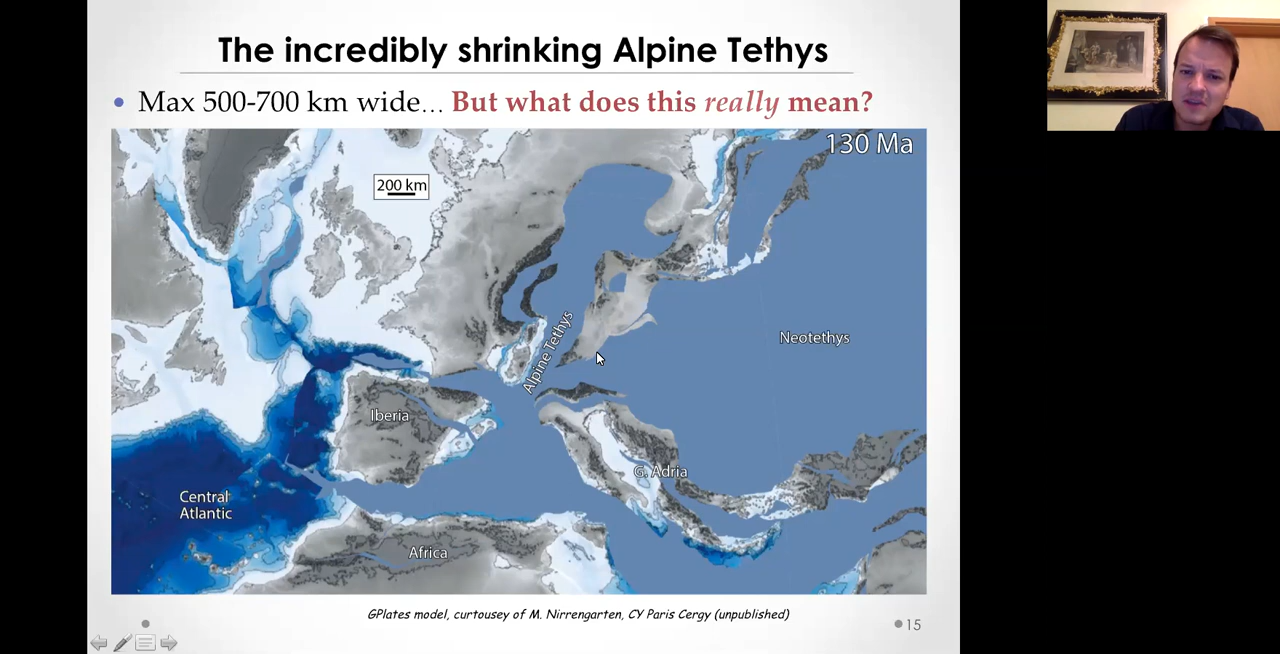 The incredibly shrinking Alpine Tethys
• Max 500-700 km wide... But what does this really mean?
130 Ma
200 km
Alpine Tethys
Neotethys
Iberia
G. Adria
Central
Atlantic
Africa
GPlates model, curtousey of M. Nirrengarten, CY Paris Cergy (unpublished)
15